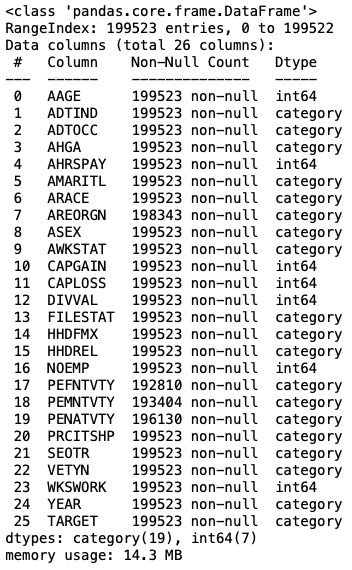 <class 'pandas.core.frame.DataFrame'>
RangeIndex: 199523 entries, 0 to 199522
Data columns (total 26 columns):
 #   Column    Non-Null Count   Dtype
---  ------    --------------   -----
 0   AAGE      199523 non-null  int64
 1   ADTIND    199523 non-null  category
 2   ADTOCC    199523 non-null  category
 3   AHGA      199523 non-null  category
 4   AHRSPAY   199523 non-null  int64
 5   AMARITL   199523 non-null  category
 6   ARACE     199523 non-null  category
 7   AREORGN   198343 non-null  category
 8   ASEX      199523 non-null  category
 9   AWKSTAT   199523 non-null  category
 10  CAPGAIN   199523 non-null  int64
 11  CAPLOSS   199523 non-null  int64
 12  DIVVAL    199523 non-null  int64
 13  FILESTAT  199523 non-null  category
 14  HHDFMX    199523 non-null  category
 15  HHDREL    199523 non-null  category
 16  NOEMP     199523 non-null  int64
 17  PEFNTVTY  192810 non-null  category
 18  PEMNTVTY  193404 non-null  category
 19  PENATVTY  196130 non-null  category
 20  PRCITSHP  199523 non-null  category
 21  SEOTR     199523 non-null  category
 22  VETYN     199523 non-null  category
 23  WKSWORK   199523 non-null  int64
 24  YEAR      199523 non-null  category
 25  TARGET    199523 non-null  category
dtypes: category(19), int64(7)
memory usage: 14.3 MB